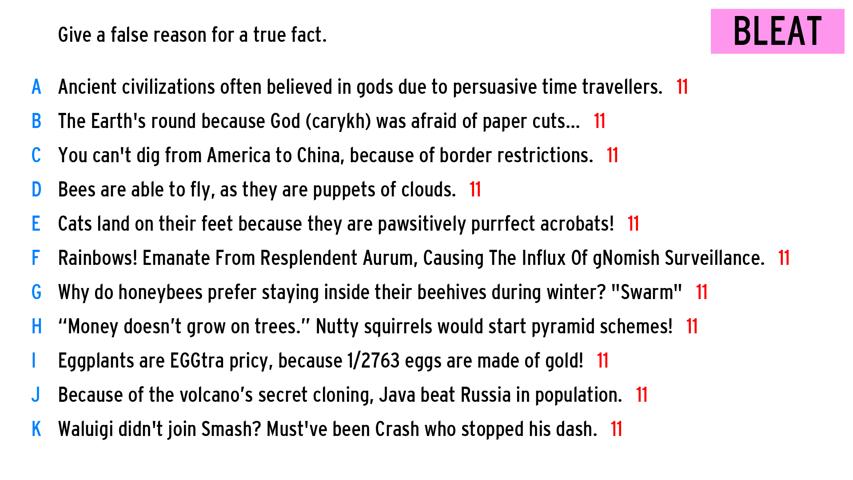 Give a false reason for a true fact.
BLEAT
A Ancient civilizations often believed in gods due to persuasive time travellers. 11
B The Earth's round because God (carykh) was afraid of paper cuts... 11
C You can't dig from America to China, because of border restrictions. 11
D Bees are able to fly, as they are puppets of clouds. 11
E Cats land on their feet because they are pawsitively purrfect acrobats! 11
F Rainbows! Emanate From Resplendent Aurum, Causing The Influx Of gNomish Surveillance. 11
G Why do honeybees prefer staying inside their beehives during winter? "Swarm" 11
H “Money doesn’t grow on trees.” Nutty squirrels would start pyramid schemes! 11
I Eggplants are EGGtra pricy, because 1/2763 eggs are made of gold! 11
J Because of the volcano’s secret cloning, Java beat Russia in population. 11
K Waluigi didn't join Smash? Must've been Crash who stopped his dash. 11